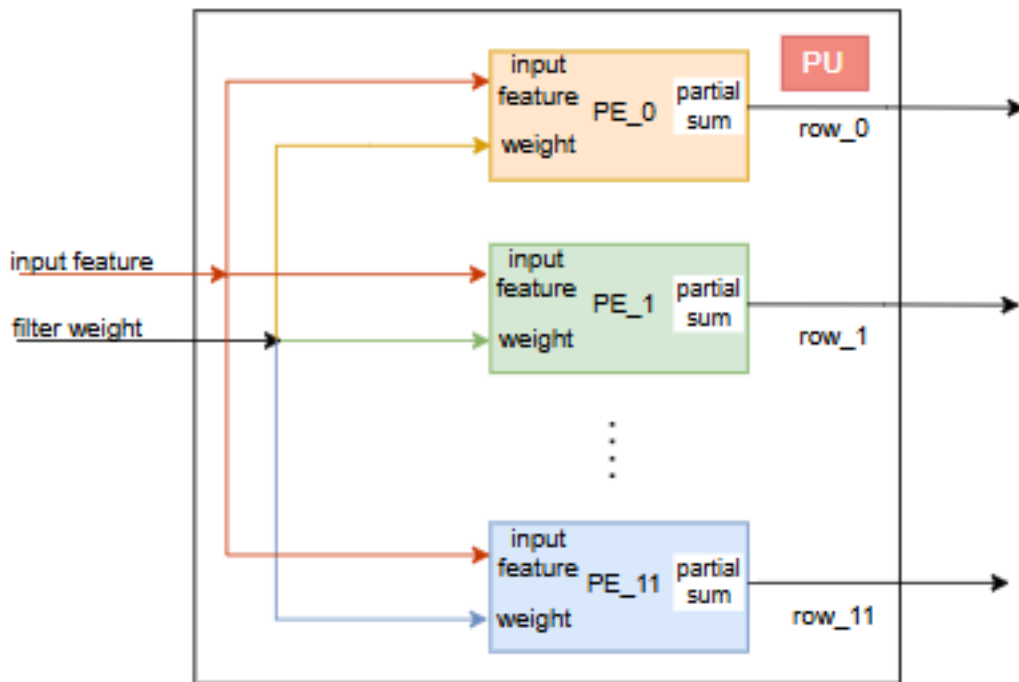 PU
input
feature
PE_0
partial
sum
weight
row_0
input feature
input
feature
PE_1
partial
sum
filter weight
weight
row_1
input
feature
PE_11
partial
sum
weight
row_11